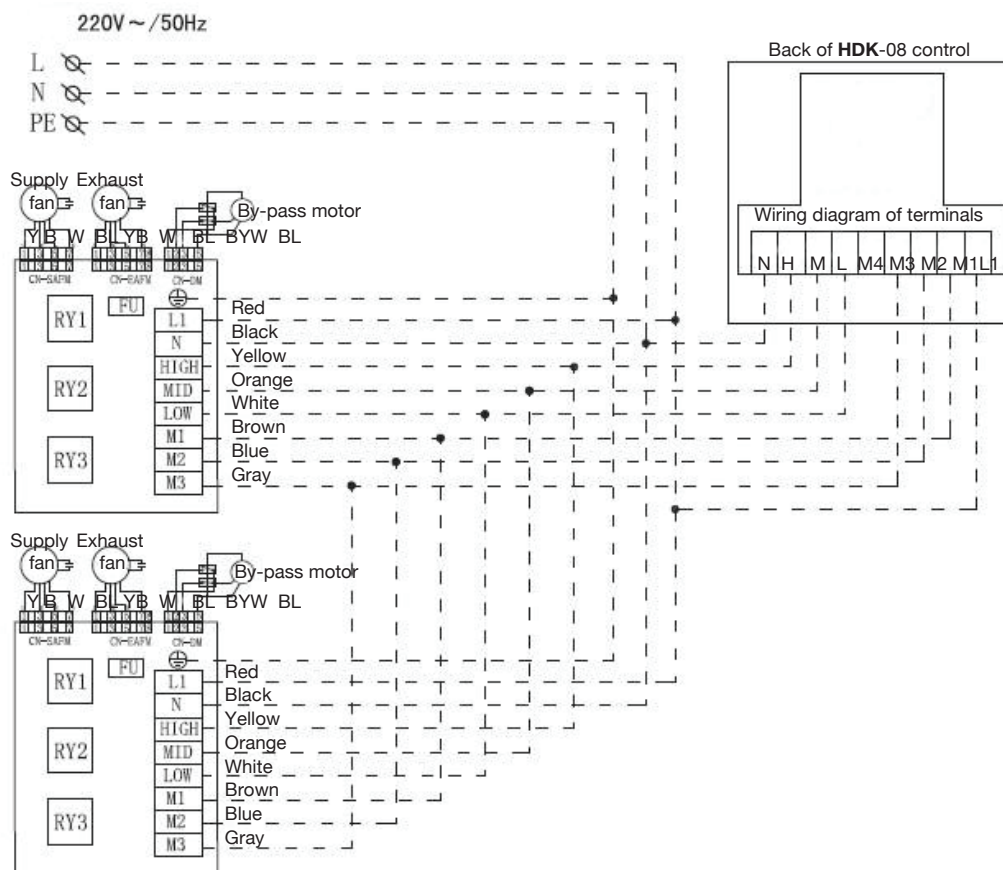 220V～/50Hz
L
N
PE
Back of HDK-08 control
Wiring diagram of terminals
N H M L M4 M3 M2 M1 L1
Supply Exhaust
fan fan
By-pass motor
Y B W BL YB W BL BYW BL
CN-SAFM CN-EAFM CN-DM
RY1
RY2
RY3
FU
L1 Red
N Black
HIGH Yellow
MID Orange
LOW White
M1 Brown
M2 Blue
M3 Gray
Supply Exhaust
fan fan
By-pass motor
Y B W BL YB W BL BYW BL
CN-SAFM CN-EAFM CN-DM
RY1
RY2
RY3
FU
L1 Red
N Black
HIGH Yellow
MID Orange
LOW White
M1 Brown
M2 Blue
M3 Gray